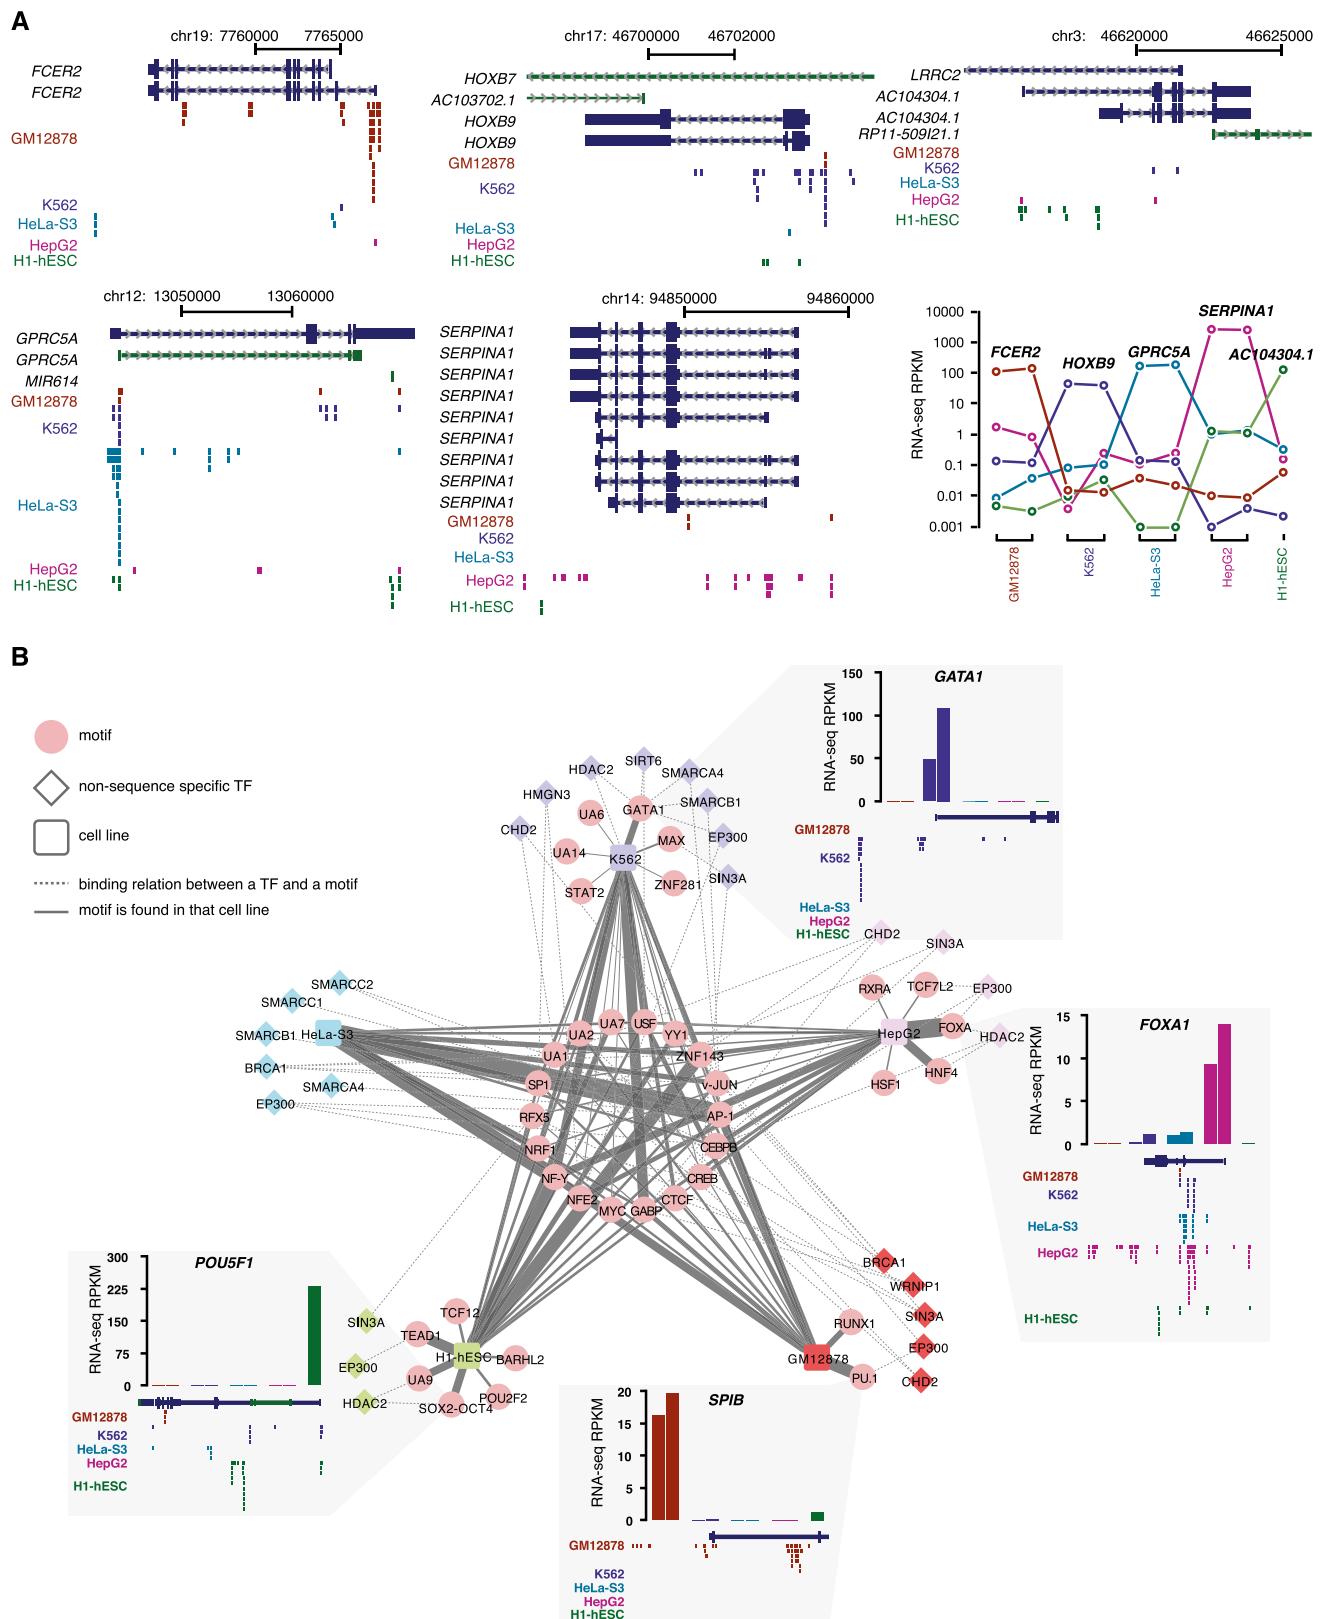 A
chr19: 7760000 7765000
FCER2
FCER2
GM12878
K562
HeLa-S3
HepG2
H1-hESC
chr17: 46700000 46702000
HOXB7
AC103702.1
HOXB9
HOXB9
GM12878
K562
HeLa-S3
HepG2
H1-hESC
chr3: 46620000 46625000
LRRC2
AC104304.1
AC104304.1
RP11-509I21.1
GM12878
K562
HeLa-S3
HepG2
H1-hESC
chr12: 13050000 13060000
GPRC5A
GPRC5A
MIR614
GM12878
K562
HeLa-S3
HepG2
H1-hESC
chr14: 94850000 94860000
SERPINA1
SERPINA1
SERPINA1
SERPINA1
SERPINA1
SERPINA1
SERPINA1
SERPINA1
SERPINA1
GM12878
K562
HeLa-S3
HepG2
H1-hESC
RNA-seq RPKM
10000
1000
100
10
1
0.1
0.01
0.001
FCER2
HOXB9
GPRC5A
SERPINA1
AC104304.1
GM12878
K562
HeLa-S3
HepG2
H1-hESC
B
motif
non-sequence specific TF
cell line
binding relation between a TF and a motif
motif is found in that cell line
CHD2
HMGN3
HDAC2
SIRT6
SMARCA4
SMARCB1
EP300
SIN3A
UA6
GATA1
MAX
UA14
K562
STAT2
ZNF281
RNA-seq RPKM
150
100
50
0
GATA1
GM12878
K562
HeLa-S3
HepG2
H1-hESC
CHD2
SIN3A
EP300
HDAC2
RXRA
TCF7L2
HepG2
FOXA
HNF4
HSF1
SMARCC2
SMARCC1
SMARCB1
HeLa-S3
BRCA1
SMARCA4
EP300
UA7
USF
UA2
YY1
UA1
ZNF143
SP1
v-JUN
RFX5
AP-1
NRF1
CEBPB
NF-Y
CREB
NFE2
CTCF
MYC
GABP
RNA-seq RPKM
15
10
5
0
FOXA1
GM12878
K562
HeLa-S3
HepG2
H1-hESC
RNA-seq RPKM
300
225
150
75
0
POU5F1
GM12878
K562
HeLa-S3
HepG2
H1-hESC
SIN3A
EP300
HDAC2
TCF12
TEAD1
H1-hESC
BARHL2
UA9
POU2F2
SOX2-OCT4
BRCA1
WRNIP1
SIN3A
EP300
CHD2
RUNX1
GM12878
PU.1
RNA-seq RPKM
20
15
10
5
0
SPIB
GM12878
K562
HeLa-S3
HepG2
H1-hESC